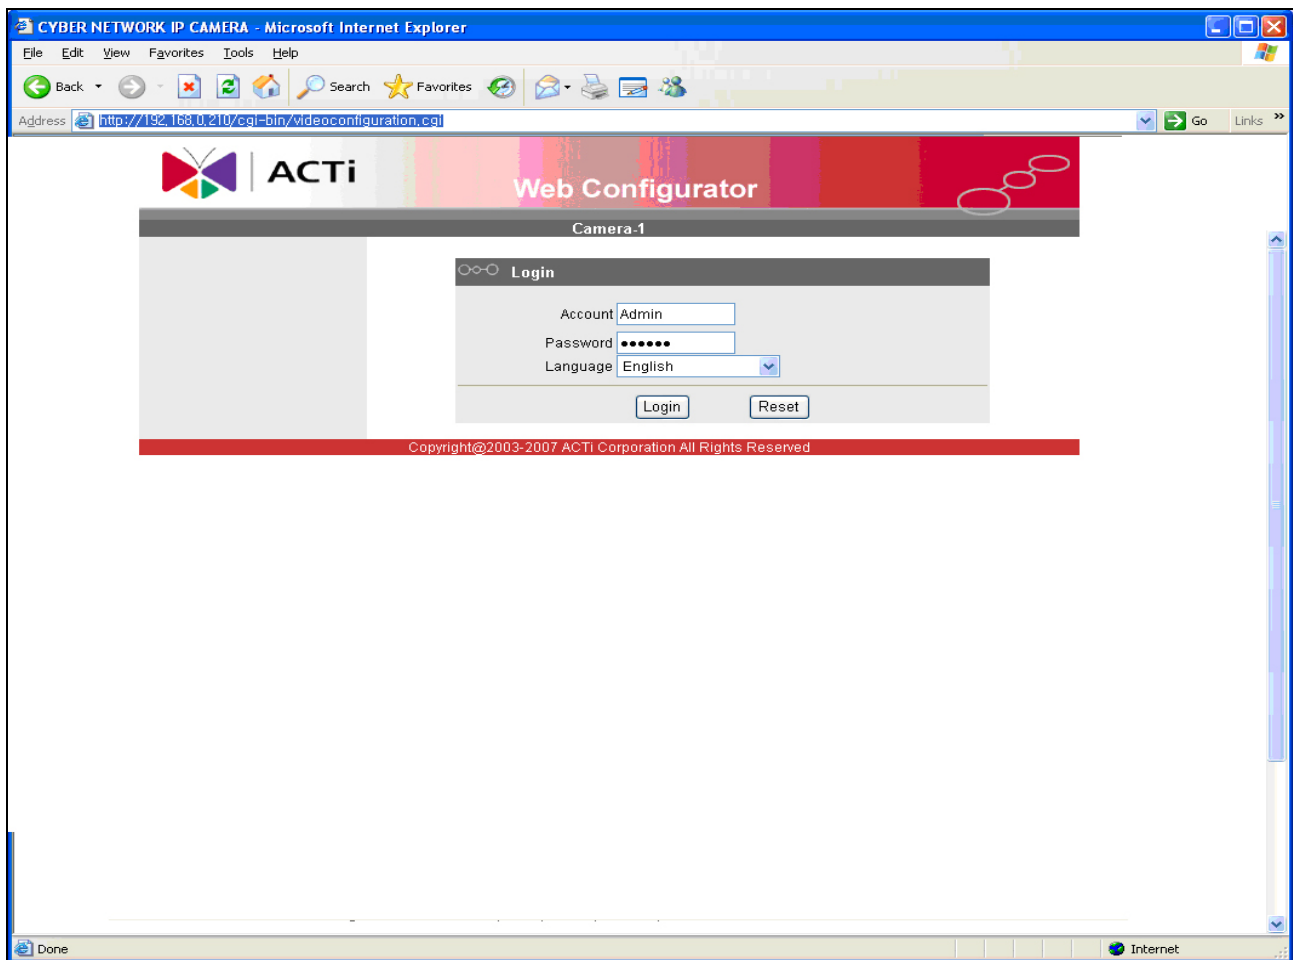 CYBER NETWORK IP CAMERA - Microsoft Internet Explorer
File Edit View Favorites Tools Help
Back Search Favorites
Address http://192.168.0.210/cgi-bin/videoconfiguration.cgi Go Links »
ACTi
Web Configurator
Camera-1
Login
Account Admin
Password ••••••
Language English
Login Reset
Copyright@2003-2007 ACTi Corporation All Rights Reserved
Done Internet